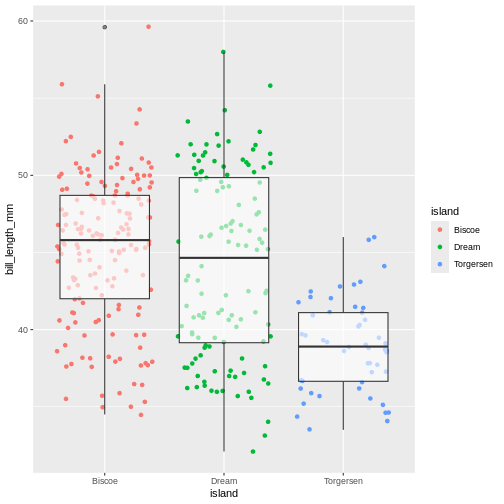 60
50
40
bill_length_mm
Biscoe
Dream
Torgersen
island
island
Biscoe
Dream
Torgersen